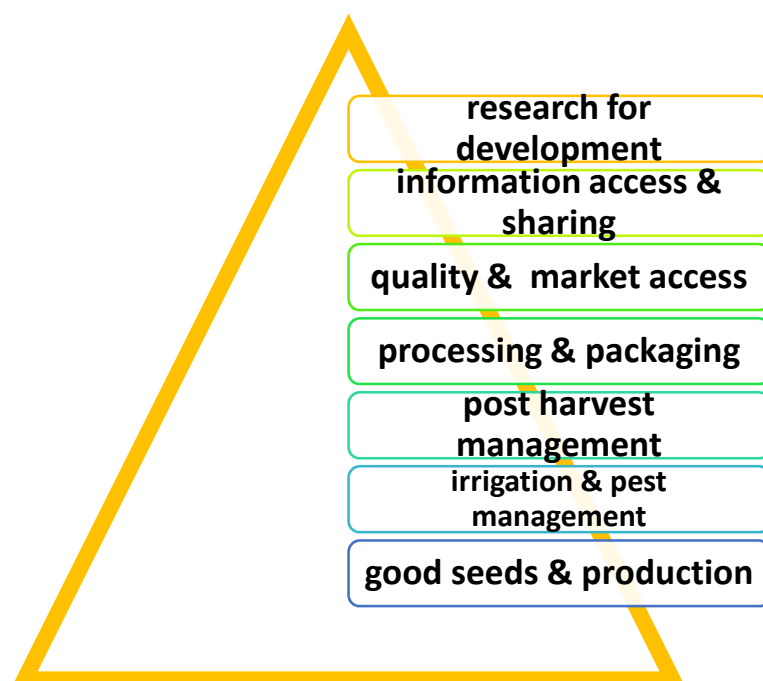 research for
development
information access &
sharing
quality &  market access
processing & packaging
post harvest
management
irrigation & pest
management
good seeds & production